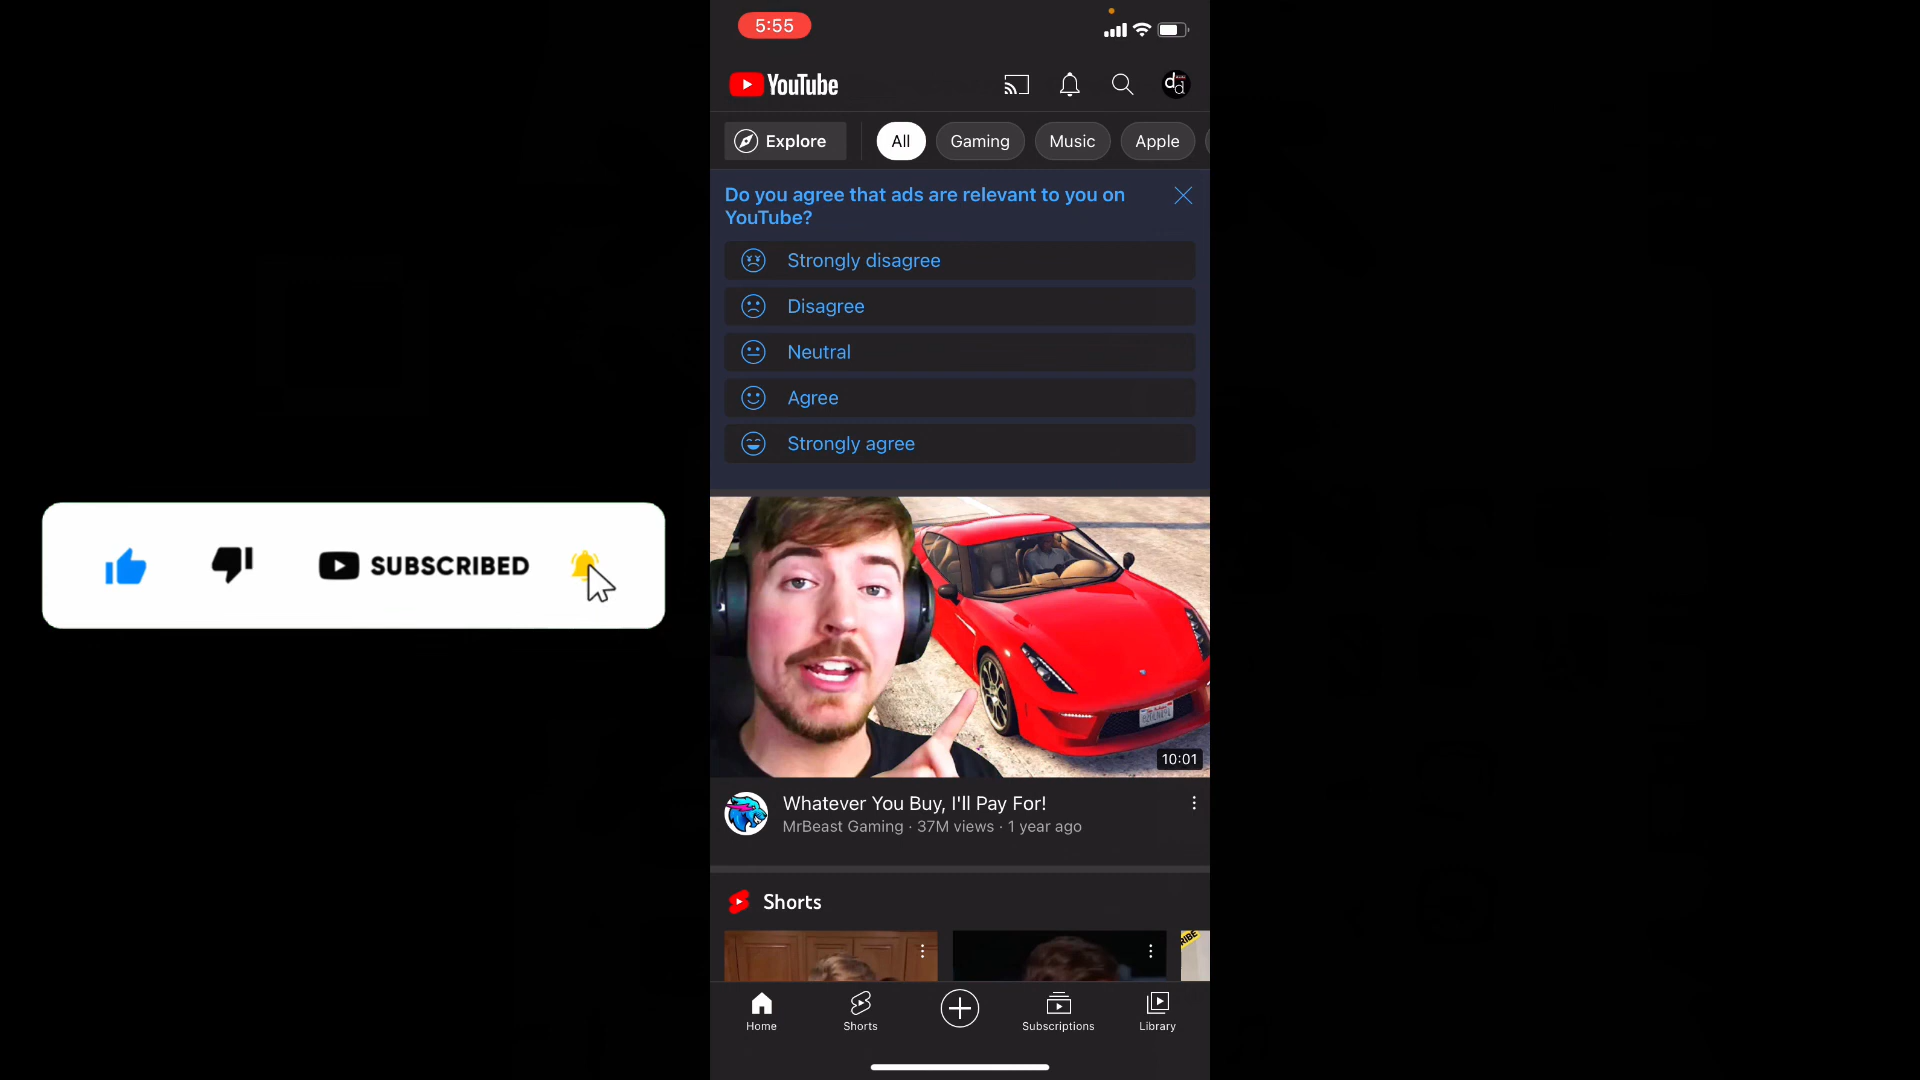 5:55
YouTube
Explore
All
Gaming
Music
Apple
Do you agree that ads are relevant to you on
YouTube?
Strongly disagree
Disagree
Neutral
Agree
Strongly agree
SUBSCRIBED
10:01
Whatever You Buy, I'll Pay For!
MrBeast Gaming · 37M views · 1 year ago
Shorts
Home
Shorts
Subscriptions
Library